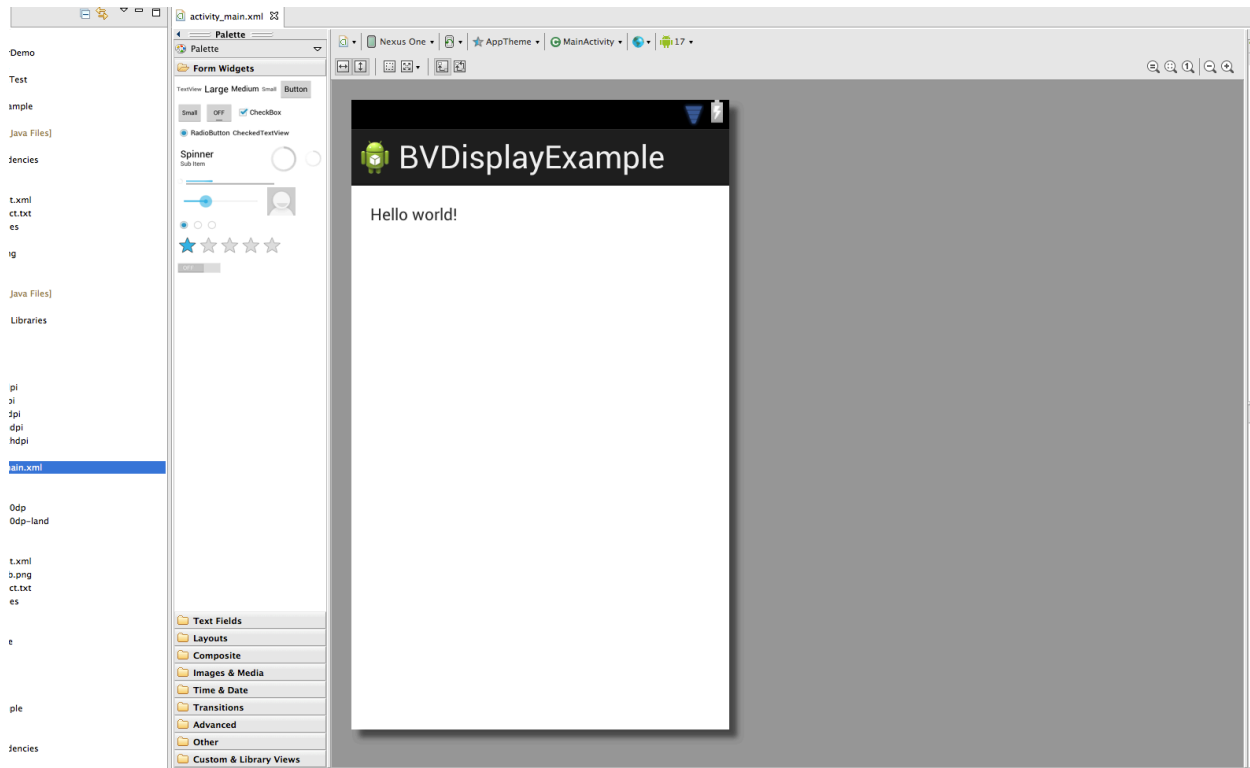 activity_main.xml
Palette
Palette
Nexus One
AppTheme
MainActivity
17
Form Widgets
TextView Large Medium Small Button
Small OFF CheckBox
RadioButton CheckedTextView
Spinner
Sub Item
OFF
Text Fields
Layouts
Composite
Images & Media
Time & Date
Transitions
Advanced
Other
Custom & Library Views
BVDisplayExample
Hello world!
Demo
Test
ample
Java Files]
dencies
t.xml
ct.txt
es
Java Files]
Libraries
pi
dpi
dpi
hdpi
ain.xml
0dp
0dp-land
t.xml
b.png
ct.txt
es
e
ple
dencies